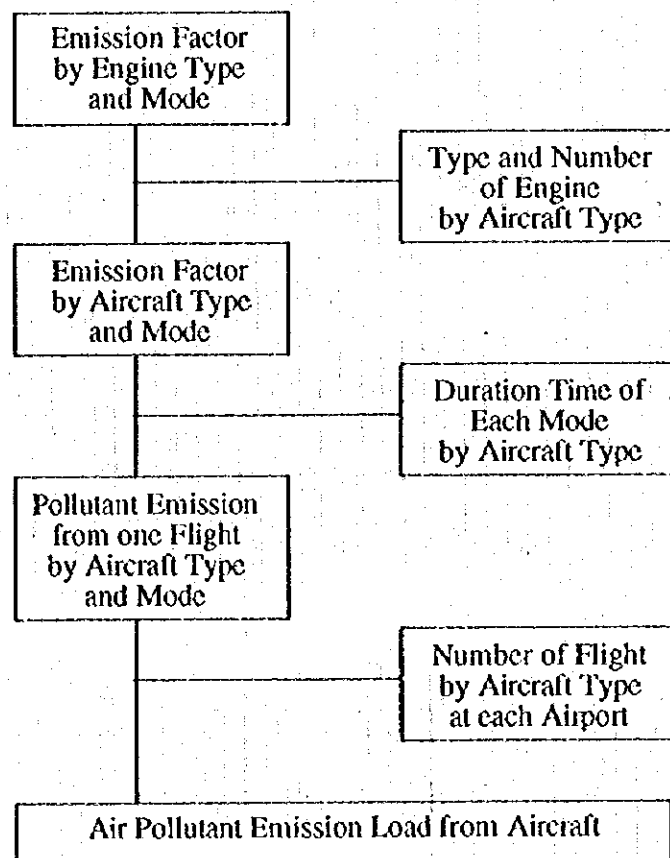 Emission Factor
by Engine Type
and Mode
Type and Number
of Engine
by Aircraft Type
Emission Factor
by Aircraft Type
and Mode
Duration Time of
Each Mode
by Aircraft Type
Pollutant Emission
from one Flight
by Aircraft Type
and Mode
Number of Flight
by Aircraft Type
at each Airport
Air Pollutant Emission Load from Aircraft